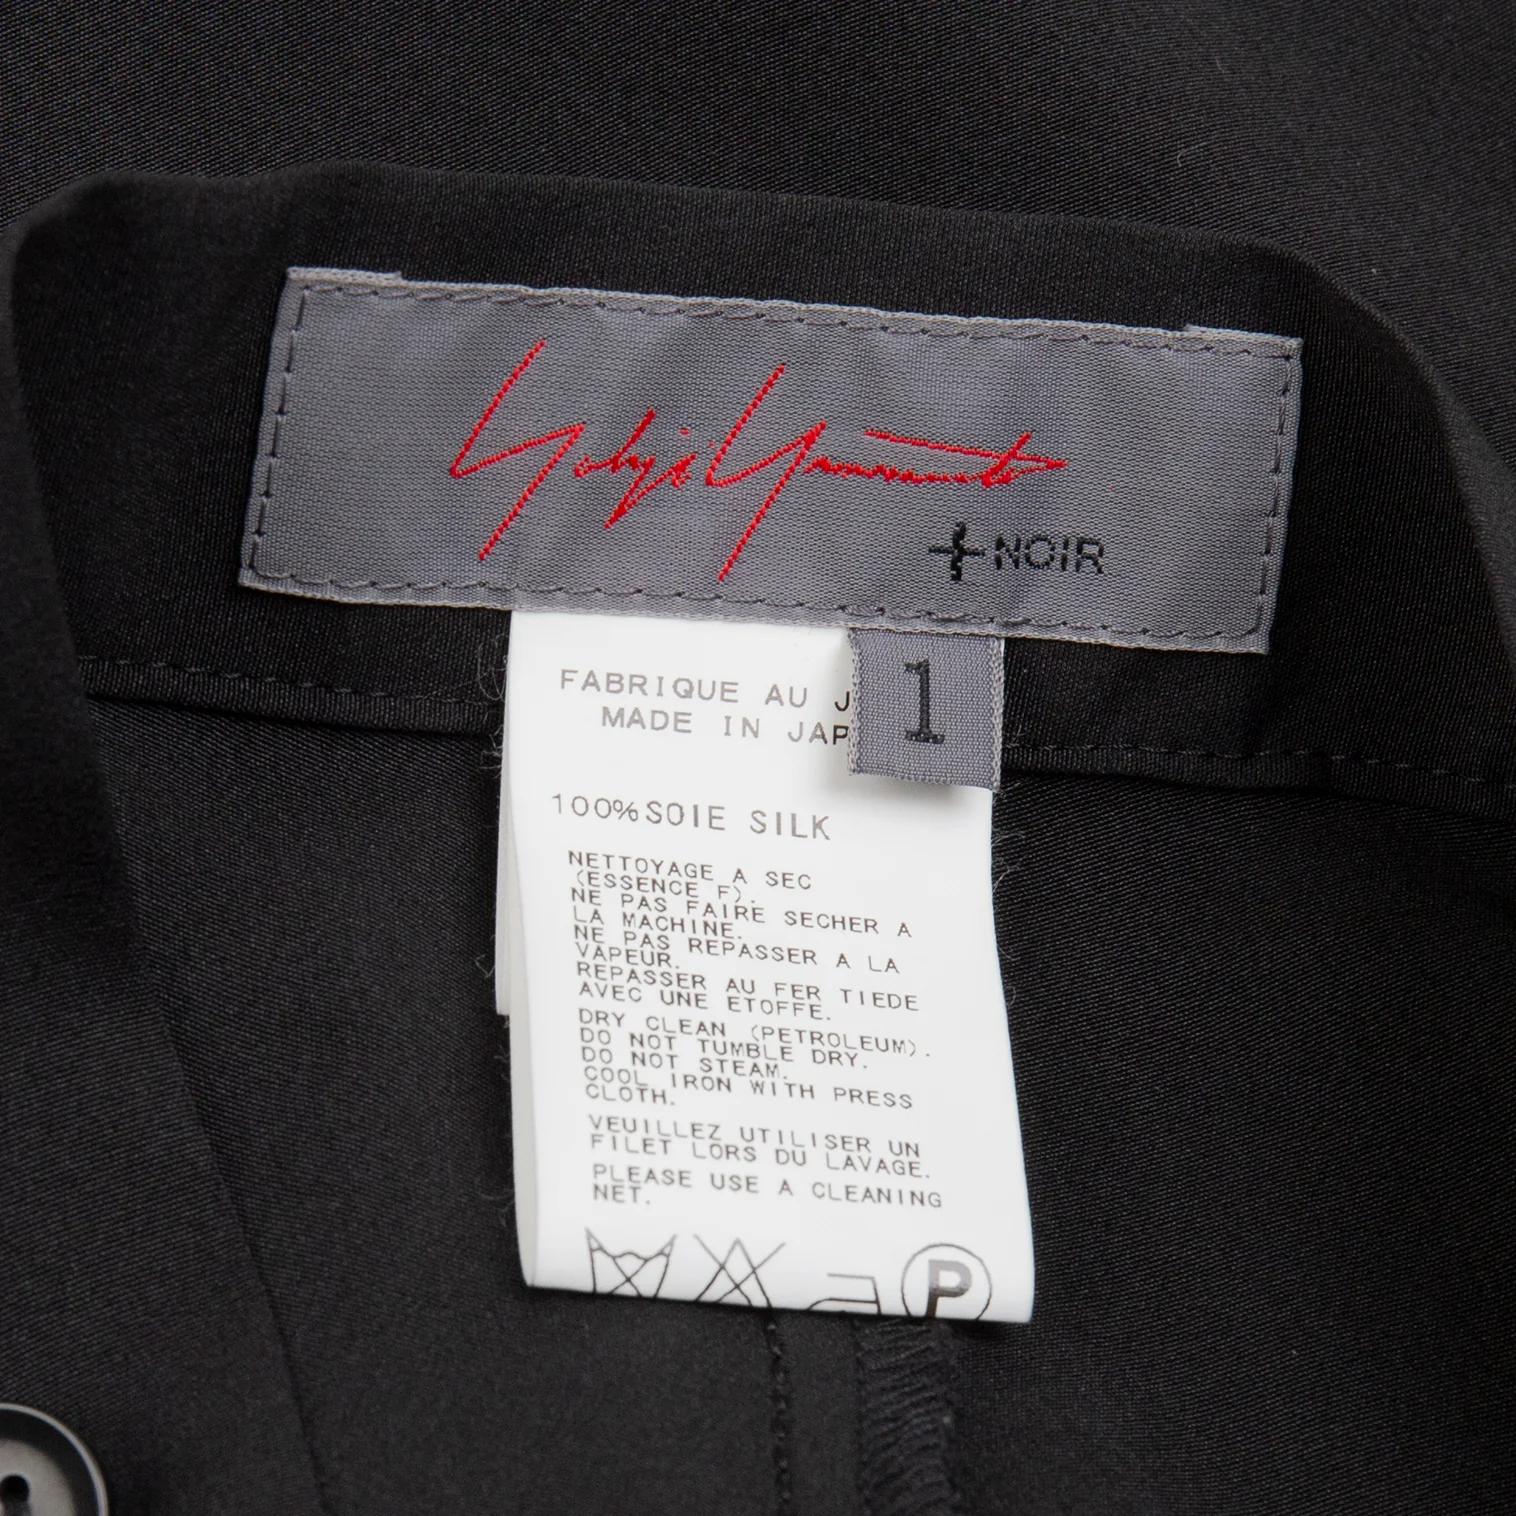 Yohji Yamamoto
+NOIR
1
FABRIQUE AU J
MADE IN JAP
100%SOIE SILK
NETTOYAGE A SEC
(ESSENCE F).
NE PAS FAIRE SECHER A
LA MACHINE.
NE PAS REPASSER A LA
VAPEUR.
REPASSER AU FER TIEDE
AVEC UNE ETOFFE.
DRY CLEAN (PETROLEUM).
DO NOT TUMBLE DRY.
DO NOT STEAM.
COOL IRON WITH PRESS
CLOTH.
VEUILLEZ UTILISER UN
FILET LORS DU LAVAGE.
PLEASE USE A CLEANING
NET.
P